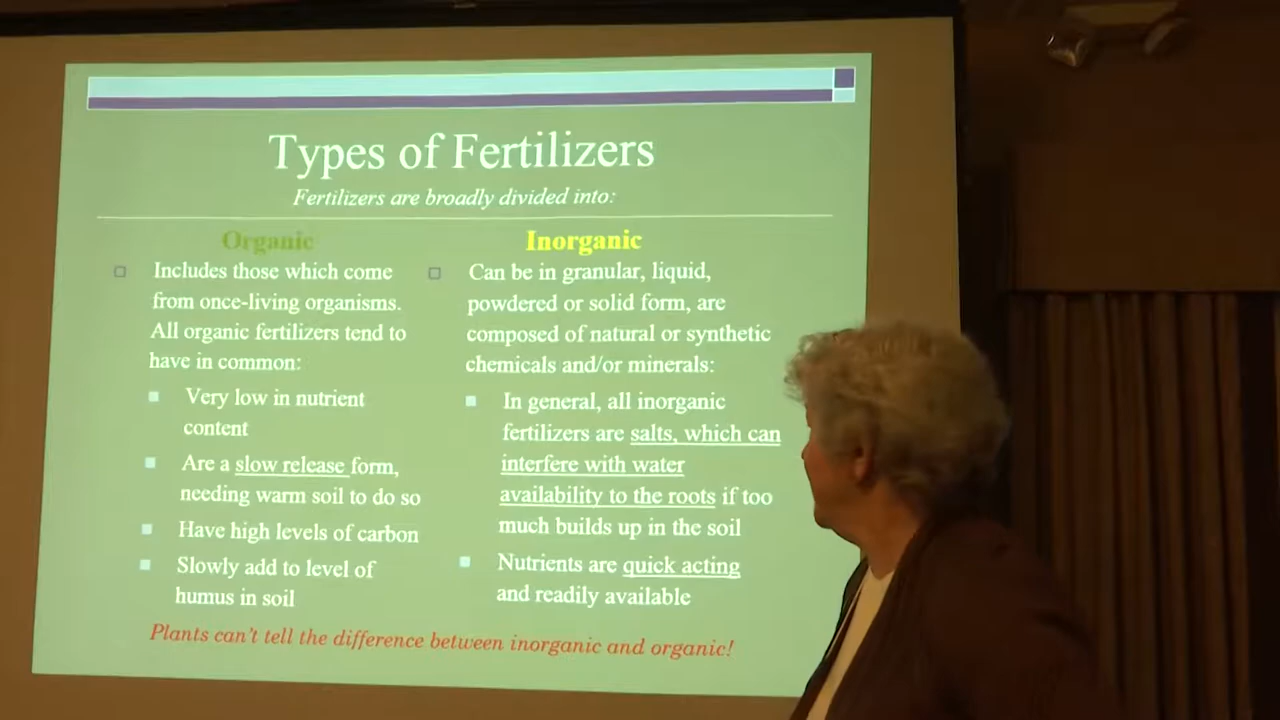 Types of Fertilizers
Fertilizers are broadly divided into:
Organic
Includes those which come
from once-living organisms.
All organic fertilizers tend to
have in common:
Very low in nutrient
content
Are a slow release form,
needing warm soil to do so
Have high levels of carbon
Slowly add to level of
humus in soil
Inorganic
Can be in granular, liquid,
powdered or solid form, are
composed of natural or synthetic
chemicals and/or minerals:
In general, all inorganic
fertilizers are salts, which can
interfere with water
availability to the roots if too
much builds up in the soil
Nutrients are quick acting
and readily available
Plants can't tell the difference between inorganic and organic!